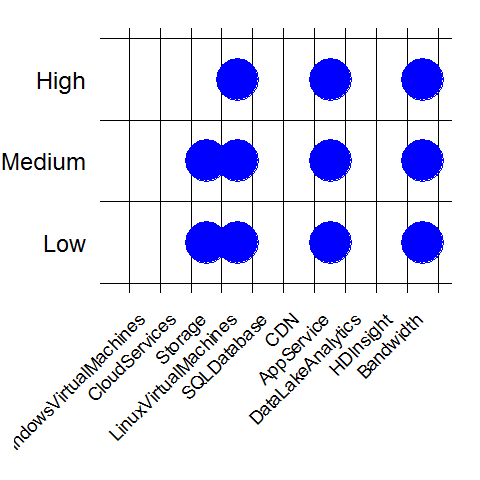 High
Medium
Low
ndowsVirtualMachines
CloudServices
Storage
LinuxVirtualMachines
SQLDatabase
CDN
AppService
DataLakeAnalytics
HDInsight
Bandwidth